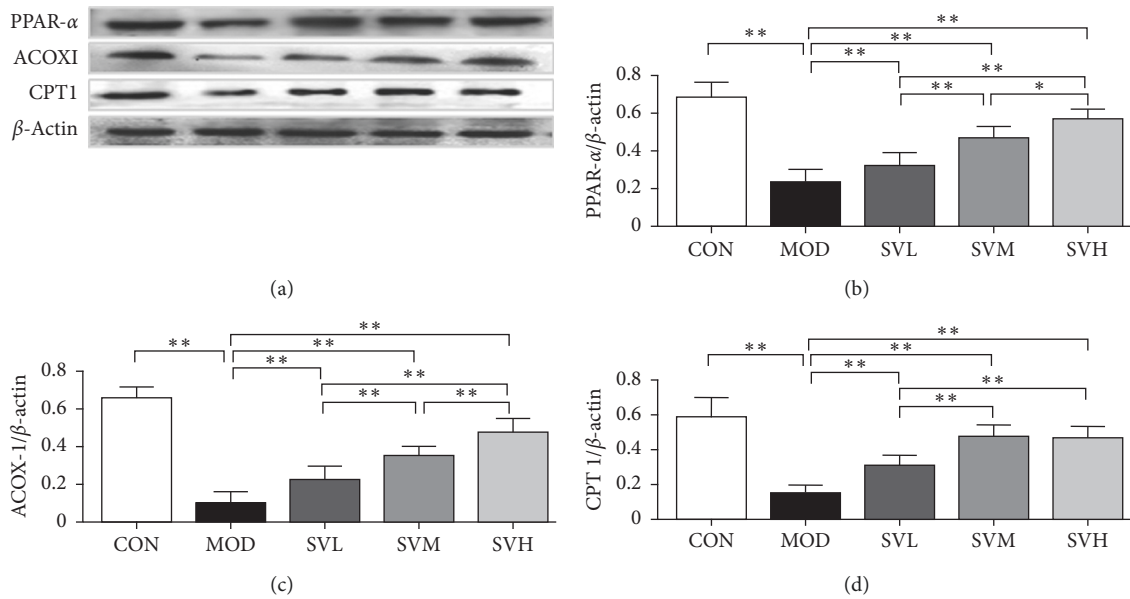 PPAR-α
ACOXI
CPT1
β-Actin
(a)
** ** ** ** ** ** *
PPAR-α/β-actin
0.8
0.6
0.4
0.2
0
CON MOD SVL SVM SVH
(b)
** ** ** ** ** ** **
ACOX-1/β-actin
0.8
0.6
0.4
0.2
0
CON MOD SVL SVM SVH
(c)
** ** ** ** ** **
CPT 1/β-actin
0.8
0.6
0.4
0.2
0
CON MOD SVL SVM SVH
(d)